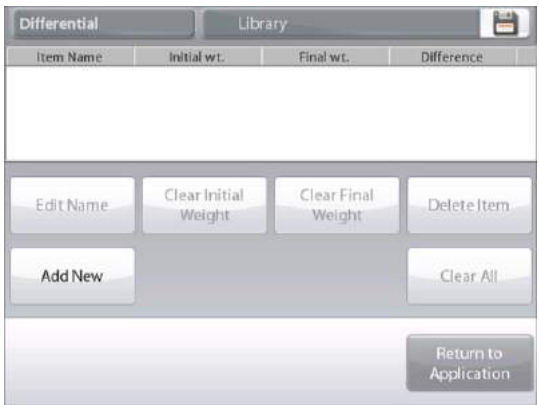 Differential Library
Item Name Initial wt. Final wt. Difference
Edit Name Clear Initial Weight Clear Final Weight Delete Item
Add New Clear All
Return to Application